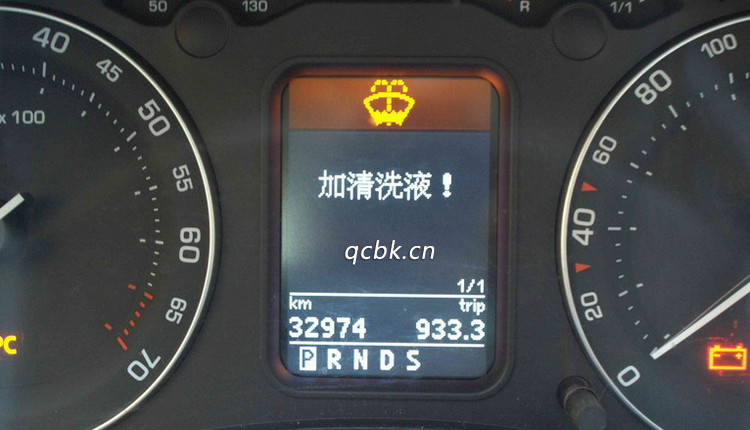 50 130
R 1/1
40
45
x 100
50
55
60
65
70
PC
加清洗液！
qcbk.cn
1/1
km trip
32974 933.3
P R N D S
100
80
60
40
20
0